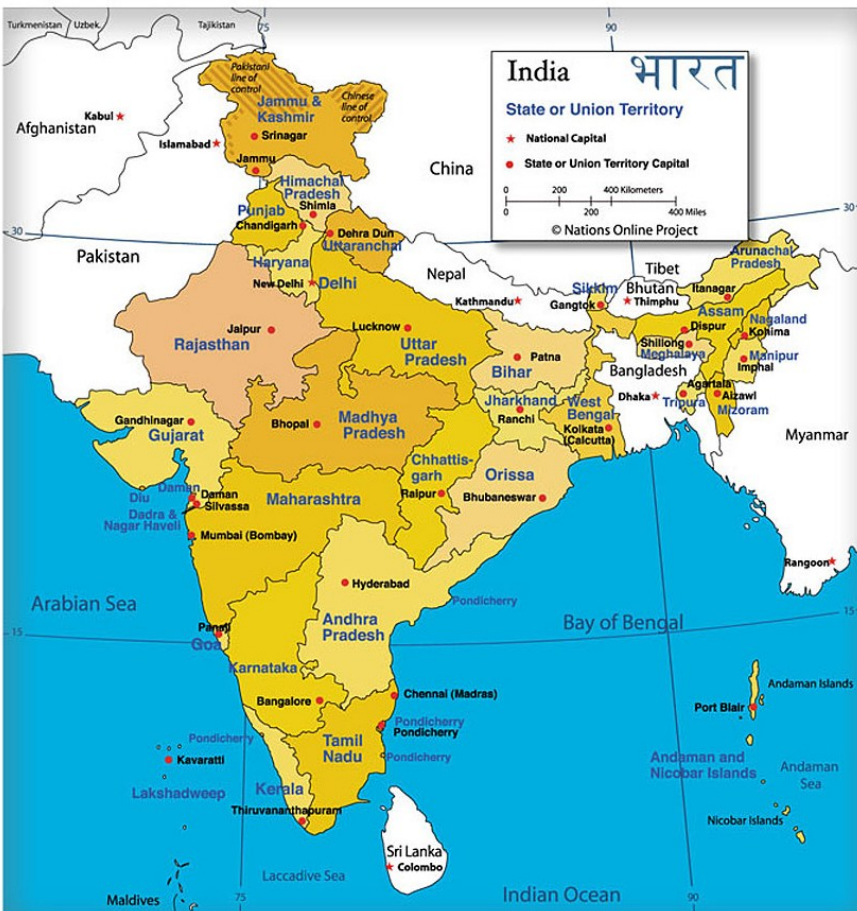 Turkmenistan
Uzbek.
Tajikistan
75
90
Pakistani
line of
control
Chinese
line of
control
Jammu &
Kashmir
Srinagar
Jammu
Kabul
Afghanistan
Islamabad
India
भारत
State or Union Territory
National Capital
State or Union Territory Capital
0 200 400 Kilometers
0 200 400 Miles
© Nations Online Project
China
Himachal
Pradesh
Shimla
Punjab
Chandigarh
Dehra Dun
Uttaranchal
30
30
Pakistan
Haryana
New Delhi
Delhi
Nepal
Kathmandu
Tibet
Sikkim
Gangtok
Bhutan
Thimphu
Arunachal
Pradesh
Itanagar
Assam
Dispur
Nagaland
Kohima
Shillong
Meghalaya
Manipur
Imphal
Jaipur
Rajasthan
Lucknow
Uttar
Pradesh
Patna
Bihar
Bangladesh
Dhaka
Agartala
Tripura
Aizawl
Mizoram
Jharkhand
Ranchi
West
Bengal
Kolkata
(Calcutta)
Gandhinagar
Gujarat
Bhopal
Madhya
Pradesh
Myanmar
Chhattis-
garh
Raipur
Orissa
Bhubaneswar
Daman
Diu
Daman
Silvassa
Dadra &
Nagar Haveli
Maharashtra
Mumbai (Bombay)
Rangoon
Hyderabad
Arabian Sea
Andhra
Pradesh
Pondicherry
Bay of Bengal
15
15
Panaji
Goa
Karnataka
Bangalore
Chennai (Madras)
Pondicherry
Pondicherry
Pondicherry
Pondicherry
Tamil
Nadu
Kavaratti
Lakshadweep
Kerala
Thiruvananthapuram
Andaman Islands
Port Blair
Andaman and
Nicobar Islands
Andaman
Sea
Nicobar Islands
Sri Lanka
Colombo
Laccadive Sea
Maldives
75
Indian Ocean
90